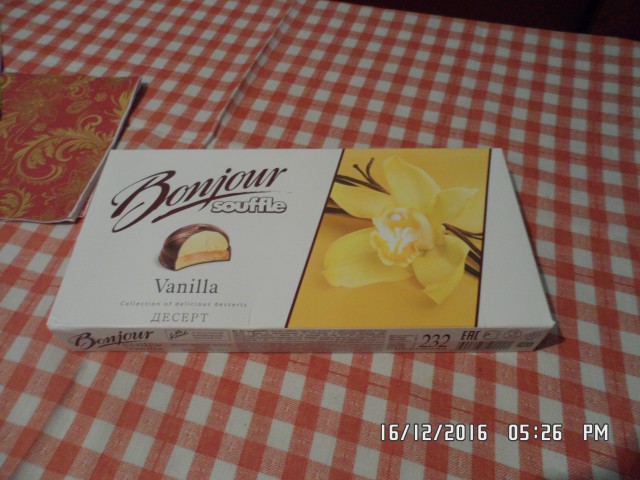 Bonjour
souffle
Vanilla
Collection of delicious desserts
ДЕСЕРТ
Bonjour
232 EAC
16/12/2016 05:26 PM